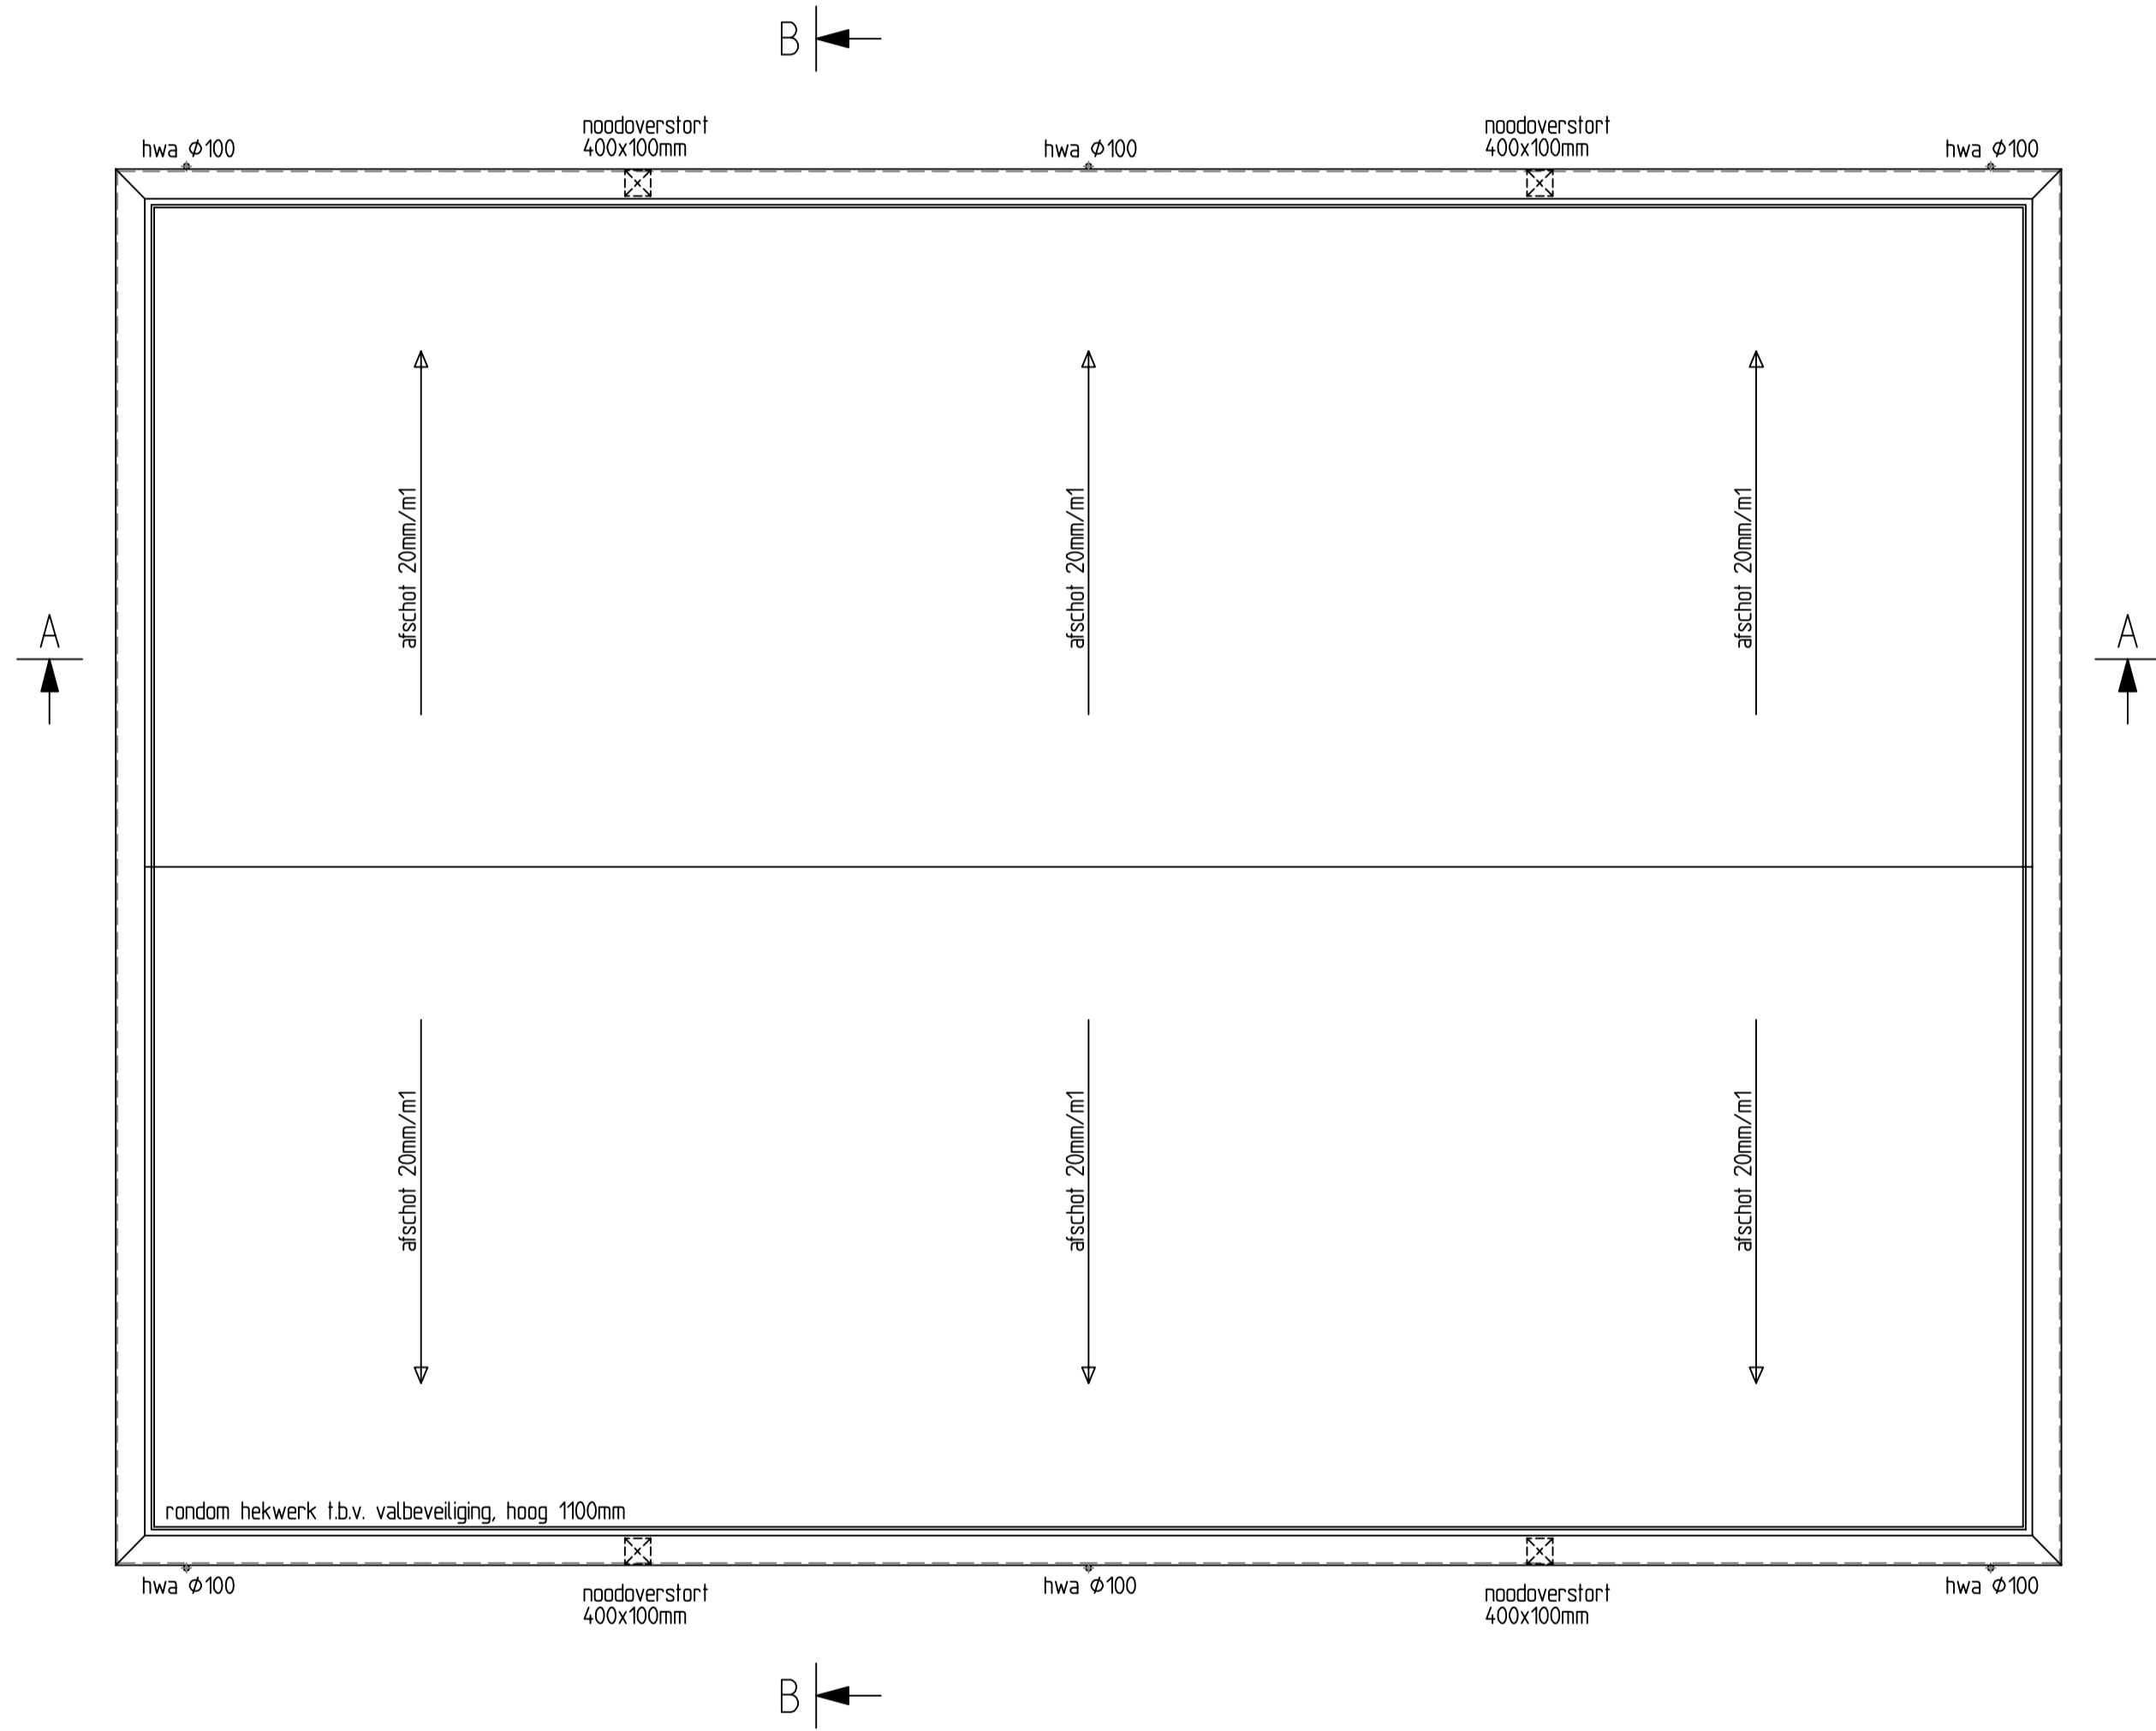 B
noodoverstort
400x100mm
noodoverstort
400x100mm
hwa Ø100
hwa Ø100
hwa Ø100
afschot 20mm/m1
afschot 20mm/m1
afschot 20mm/m1
A
A
afschot 20mm/m1
afschot 20mm/m1
afschot 20mm/m1
rondom hekwerk t.b.v. valbeveiliging, hoog 1100mm
hwa Ø100
hwa Ø100
hwa Ø100
noodoverstort
400x100mm
noodoverstort
400x100mm
B